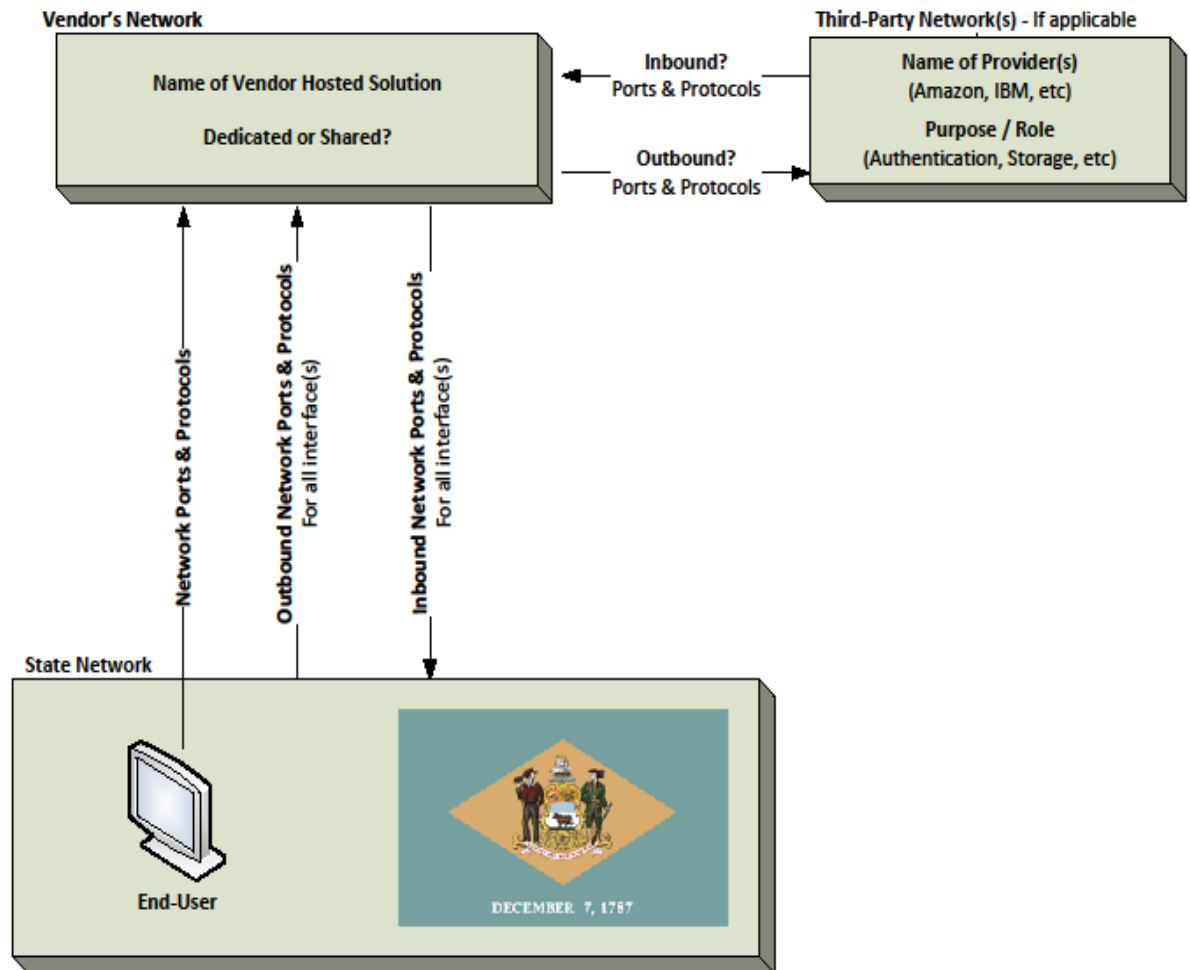 Vendor's Network
Name of Vendor Hosted Solution
Dedicated or Shared?
Inbound?
Ports & Protocols
Outbound?
Ports & Protocols
Third-Party Network(s) - If applicable
Name of Provider(s)
(Amazon, IBM, etc)
Purpose / Role
(Authentication, Storage, etc)
Network Ports & Protocols
Outbound Network Ports & Protocols
For all interface(s)
Inbound Network Ports & Protocols
For all interface(s)
State Network
End-User
DECEMBER 7, 1787